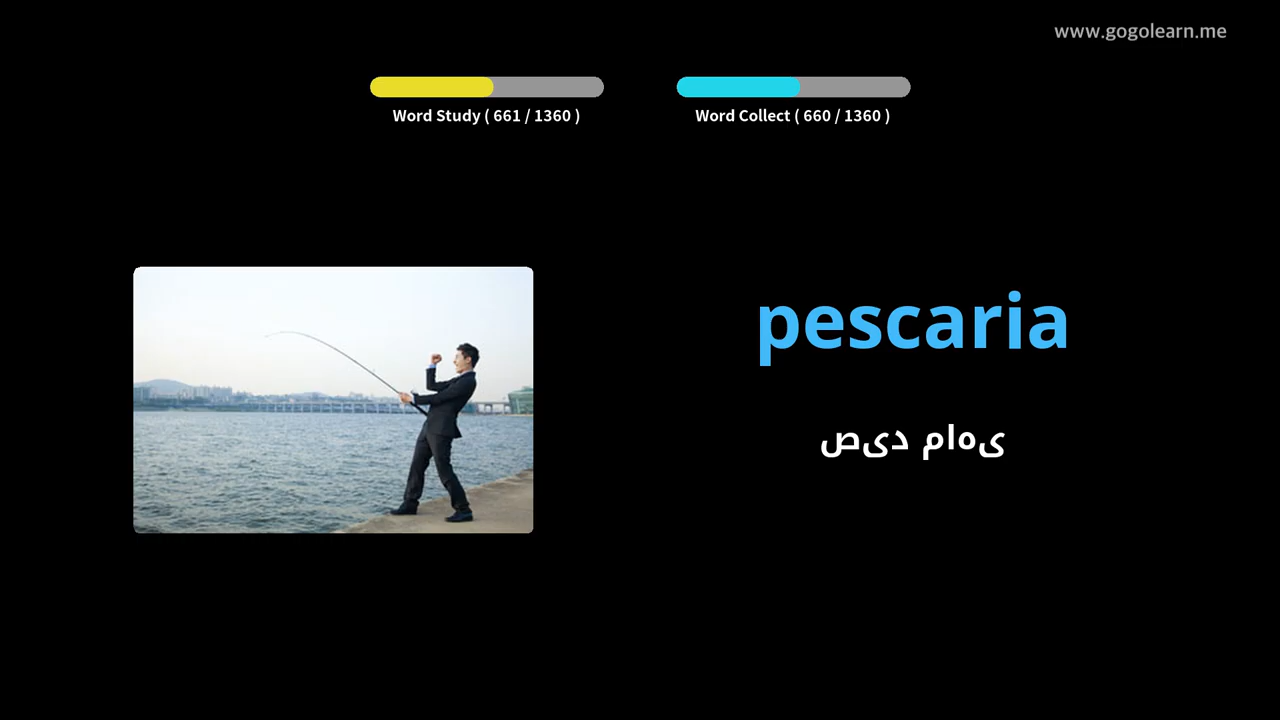 www.gogolearn.me
Word Study ( 661 / 1360 )
Word Collect ( 660 / 1360 )
pescaria
صید ماهی